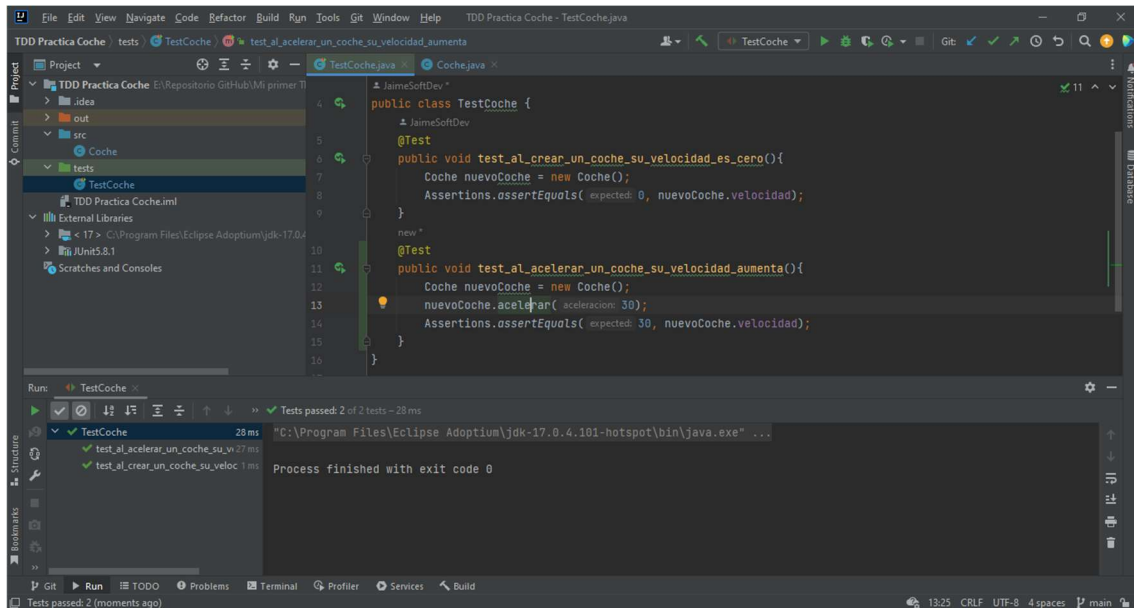 File Edit View Navigate Code Refactor Build Run Tools Git Window Help TDD Practica Coche - TestCoche.java
TDD Practica Coche tests TestCoche test_al_acelerar_un_coche_su_velocidad_aumenta TestCoche Git:
Project
TestCoche.java Coche.java
TDD Practica Coche E:\Repositorio GitHub\Mi primer T
.idea
out
src
Coche
tests
TestCoche
TDD Practica Coche.iml
External Libraries
< 17 > C:\Program Files\Eclipse Adoptium\jdk-17.0.4
JUnit5.8.1
Scratches and Consoles
JaimeSoftDev *
11
4 public class TestCoche {
JaimeSoftDev
5 @Test
6 public void test_al_crear_un_coche_su_velocidad_es_cero(){
7 Coche nuevoCoche = new Coche();
8 Assertions.assertEquals( expected: 0, nuevoCoche.velocidad);
9 }
new *
10 @Test
11 public void test_al_acelerar_un_coche_su_velocidad_aumenta(){
12 Coche nuevoCoche = new Coche();
13 nuevoCoche.acelerar( aceleracion: 30);
14 Assertions.assertEquals( expected: 30, nuevoCoche.velocidad);
15 }
16 }
Project
Commit
Structure
Bookmarks
Notifications
Database
Run: TestCoche
Tests passed: 2 of 2 tests – 28 ms
TestCoche 28 ms
test_al_acelerar_un_coche_su_ve 27 ms
test_al_crear_un_coche_su_veloc 1 ms
"C:\Program Files\Eclipse Adoptium\jdk-17.0.4.101-hotspot\bin\java.exe" ...
Process finished with exit code 0
Git Run TODO Problems Terminal Profiler Services Build
Tests passed: 2 (moments ago) 13:25 CRLF UTF-8 4 spaces main